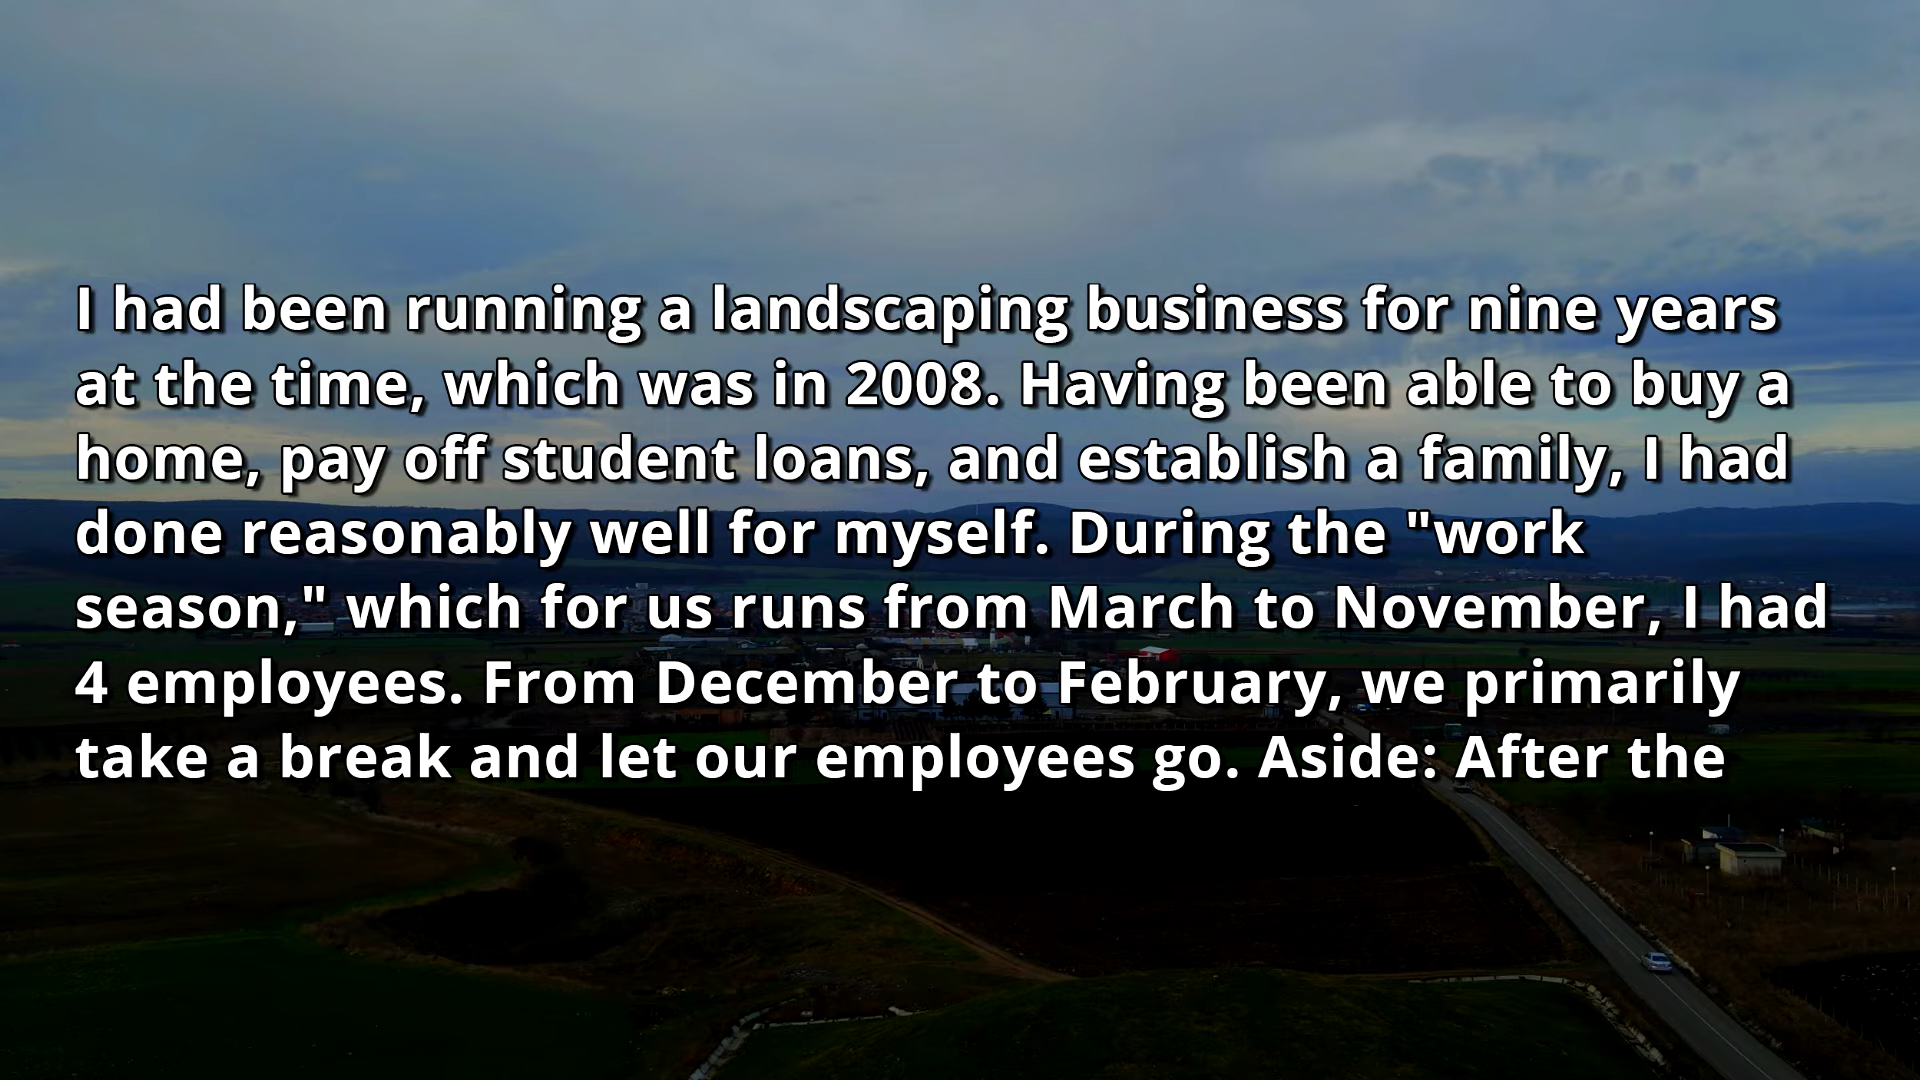 I had been running a landscaping business for nine years
at the time, which was in 2008. Having been able to buy a
home, pay off student loans, and establish a family, I had
done reasonably well for myself. During the "work
season," which for us runs from March to November, I had
4 employees. From December to February, we primarily
take a break and let our employees go. Aside: After the